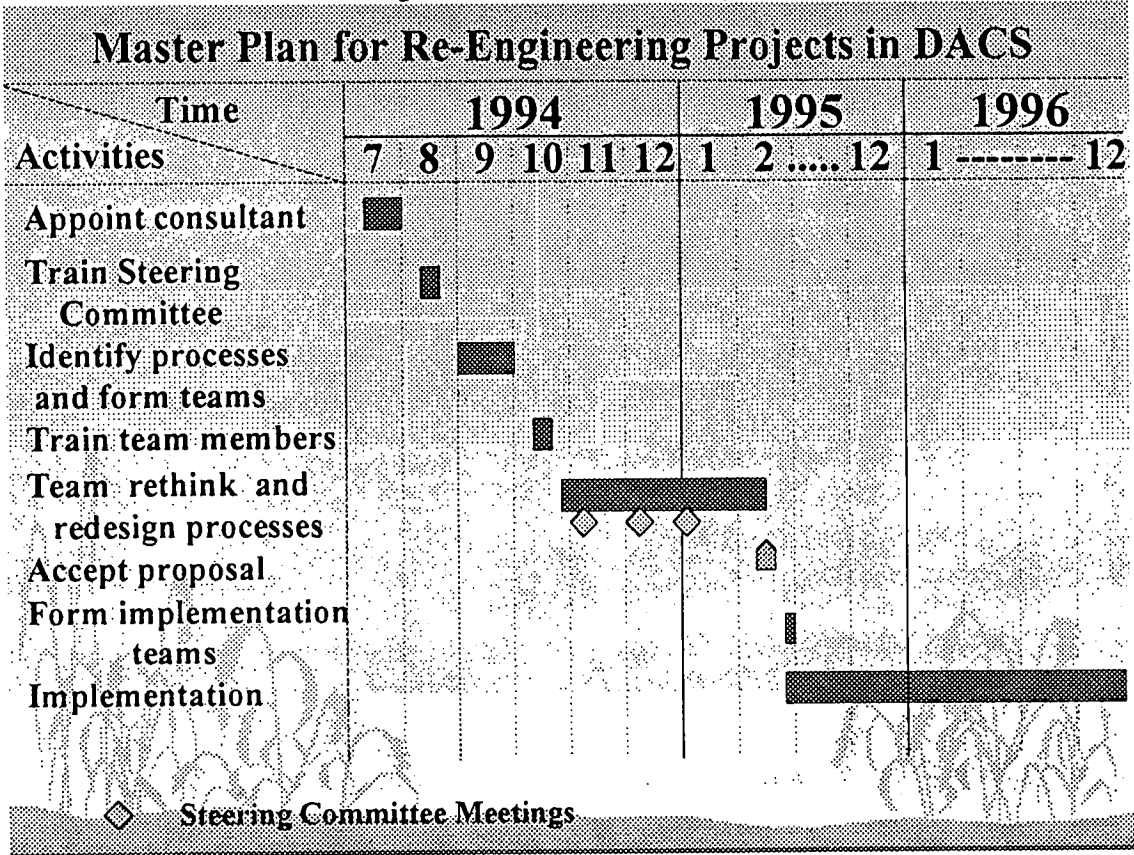 Master Plan for Re-Engineering Projects in DACS
Time 1994 1995 1996
Activities 7 8 9 10 11 12 1 2 ..... 12 1 -------- 12
Appoint consultant
Train Steering
Committee
Identify processes
and form teams
Train team members
Team rethink and
redesign processes
Accept proposal
Form implementation
teams
Implementation
Steering Committee Meetings